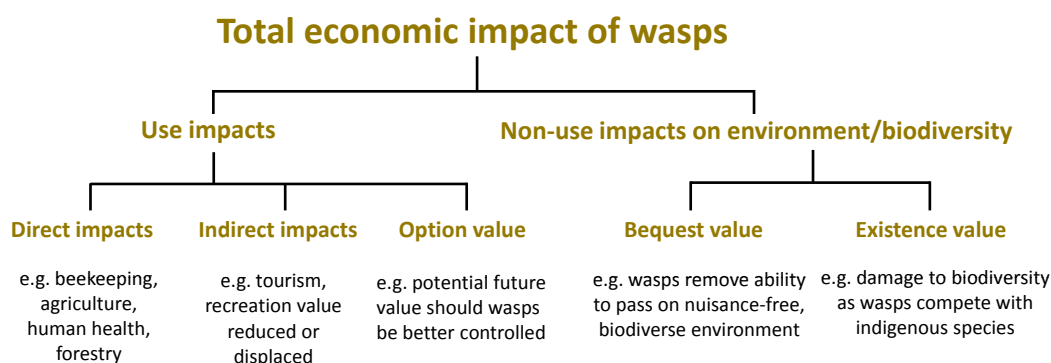 Total economic impact of wasps
Use impacts
Non-use impacts on environment/biodiversity
Direct impacts
e.g. beekeeping,
agriculture,
human health,
forestry
Indirect impacts
e.g. tourism,
recreation value
reduced or
displaced
Option value
e.g. potential future
value should wasps
be better controlled
Bequest value
e.g. wasps remove ability
to pass on nuisance-free,
biodiverse environment
Existence value
e.g. damage to biodiversity
as wasps compete with
indigenous species